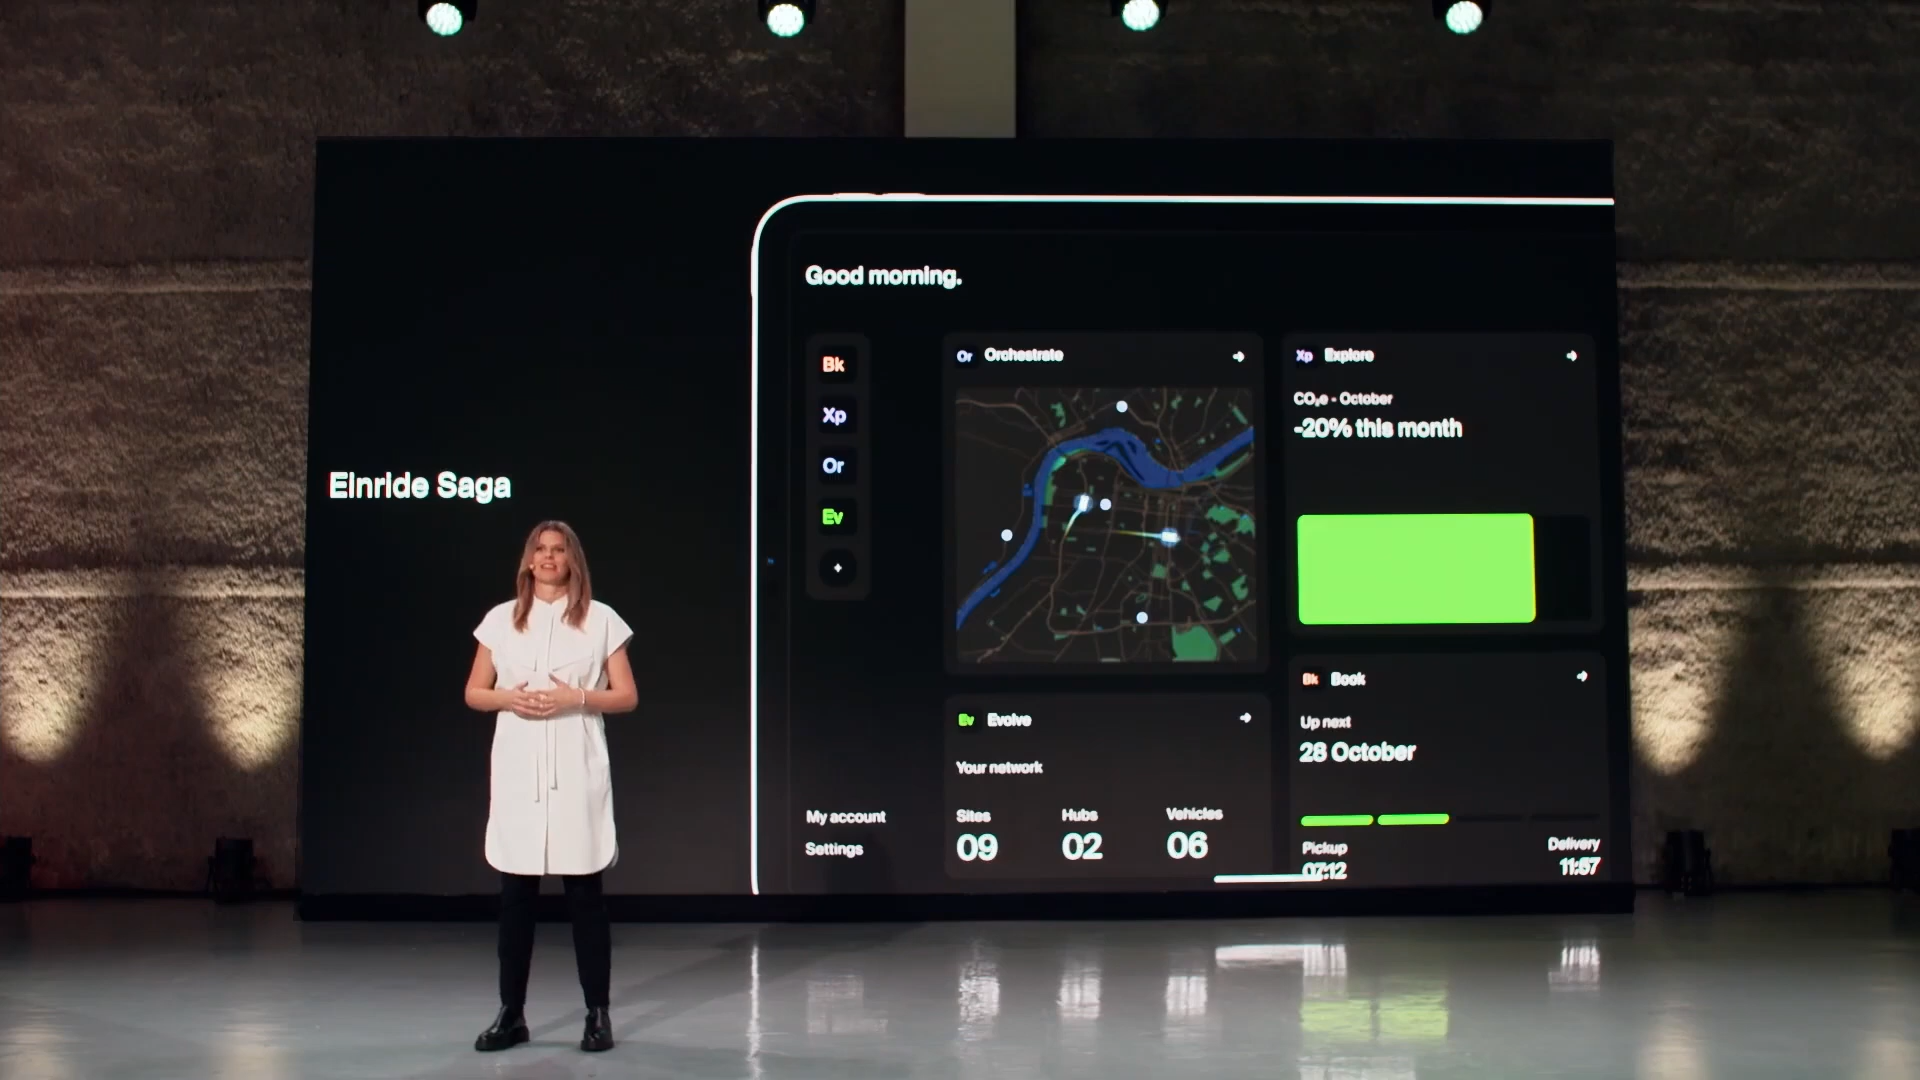 Einride Saga
Good morning.
Bk
Xp
Or
Ev
My account
Settings
Or Orchestrate
Ev Evolve
Your network
Sites
Hubs
Vehicles
09
02
06
Xp Explore
CO₂e - October
-20% this month
Bk Book
Up next
28 October
Pickup
07:12
Delivery
11:57